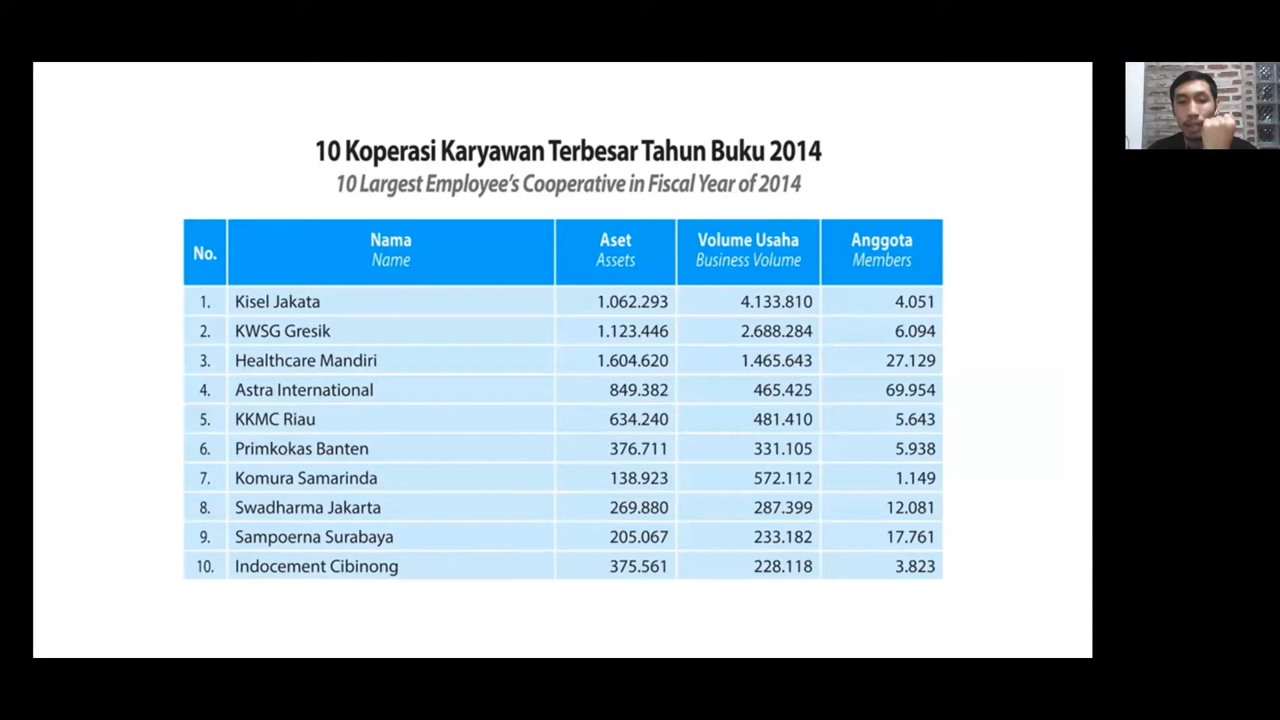 10 Koperasi Karyawan Terbesar Tahun Buku 2014
10 Largest Employee's Cooperative in Fiscal Year of 2014
No. Nama Aset Volume Usaha Anggota
Name Assets Business Volume Members
1. Kisel Jakata 1.062.293 4.133.810 4.051
2. KWSG Gresik 1.123.446 2.688.284 6.094
3. Healthcare Mandiri 1.604.620 1.465.643 27.129
4. Astra International 849.382 465.425 69.954
5. KKMC Riau 634.240 481.410 5.643
6. Primkokas Banten 376.711 331.105 5.938
7. Komura Samarinda 138.923 572.112 1.149
8. Swadharma Jakarta 269.880 287.399 12.081
9. Sampoerna Surabaya 205.067 233.182 17.761
10. Indocement Cibinong 375.561 228.118 3.823